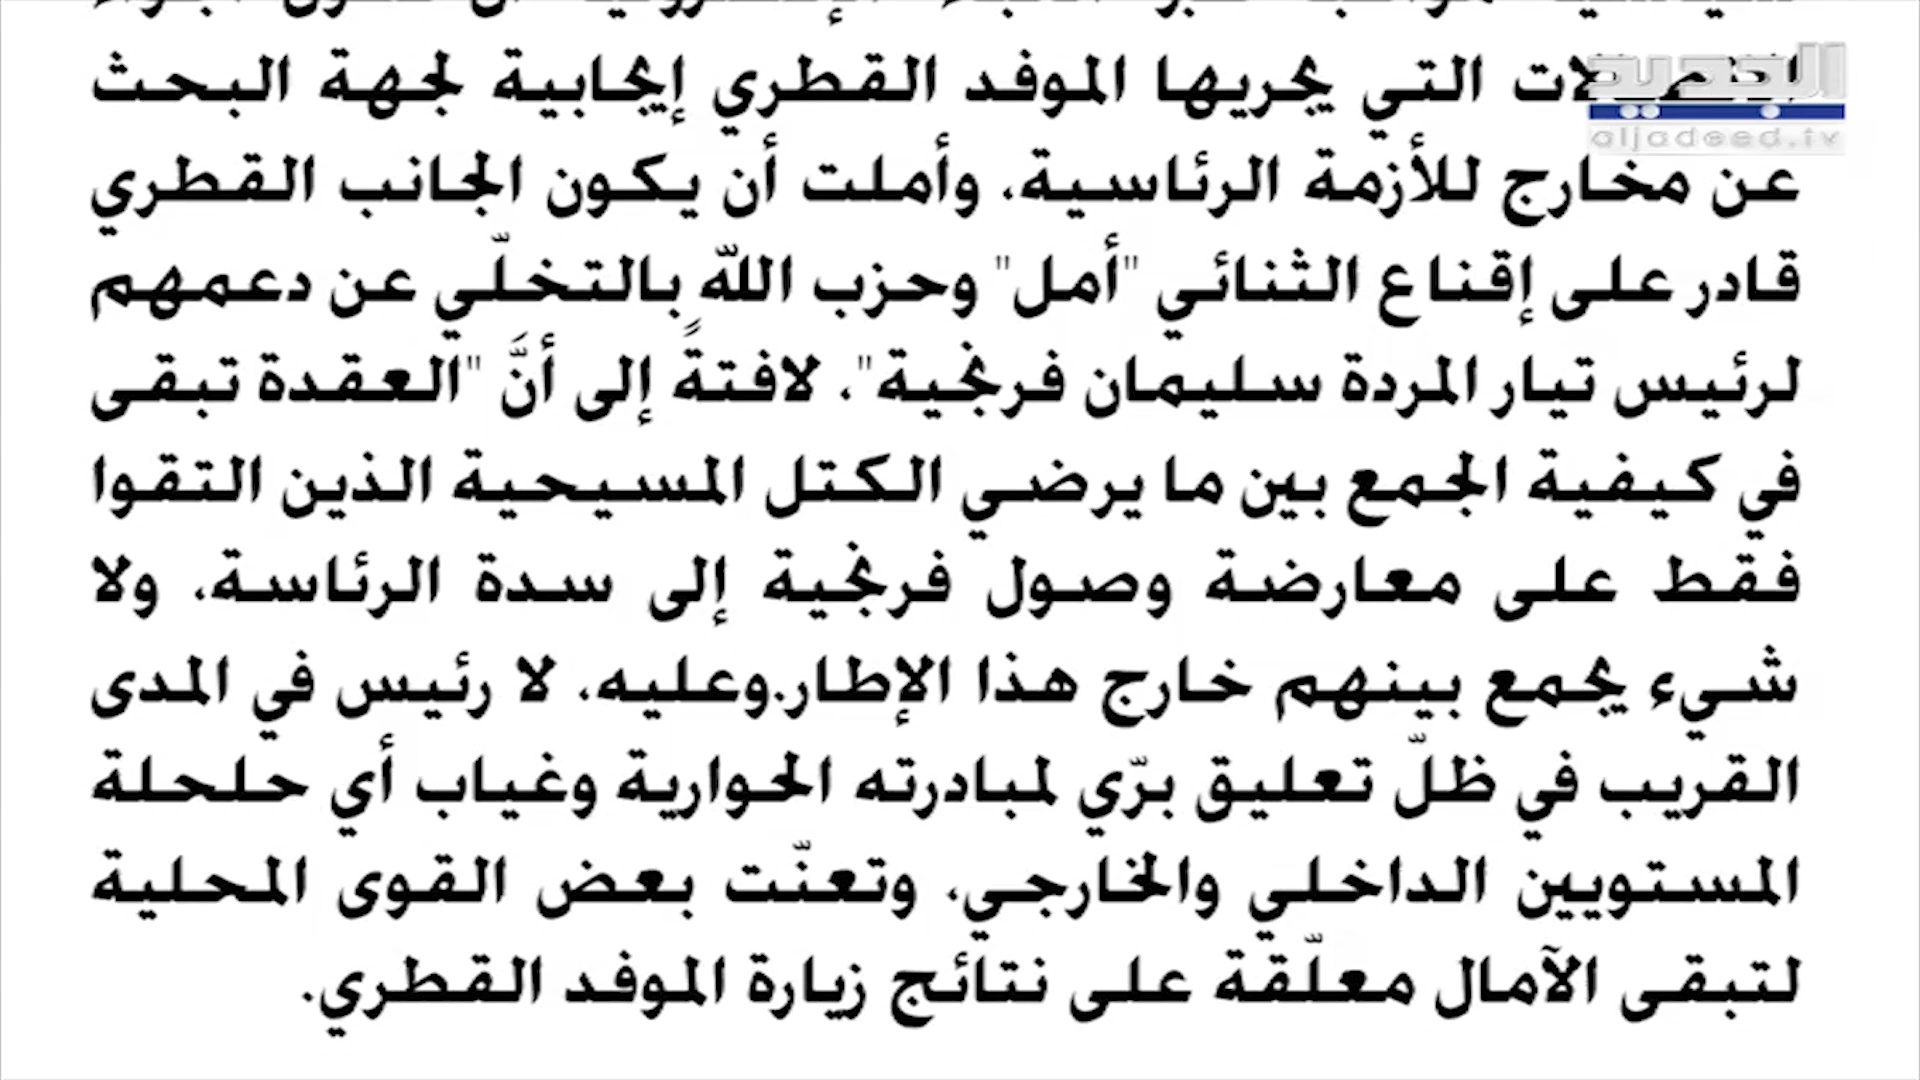 الاتصالات التي يجريها الموفد القطري إيجابية لجهة البحث
عن مخارج للأزمة الرئاسية، وأملت أن يكون الجانب القطري
قادر على إقناع الثنائي "أمل" وحزب الله بالتخلّي عن دعمهم
لرئيس تيار المردة سليمان فرنجية"، لافتةً إلى أنَّ "العقدة تبقى
في كيفية الجمع بين ما يرضي الكتل المسيحية الذين التقوا
فقط على معارضة وصول فرنجية إلى سدة الرئاسة، ولا
شيء يجمع بينهم خارج هذا الإطار.وعليه، لا رئيس في المدى
القريب في ظلّ تعليق برّي لمبادرته الحوارية وغياب أي حلحلة
المستويين الداخلي والخارجي، وتعنّت بعض القوى المحلية
لتبقى الآمال معلّقة على نتائج زيارة الموفد القطري.
الجديد
aljadeed.tv